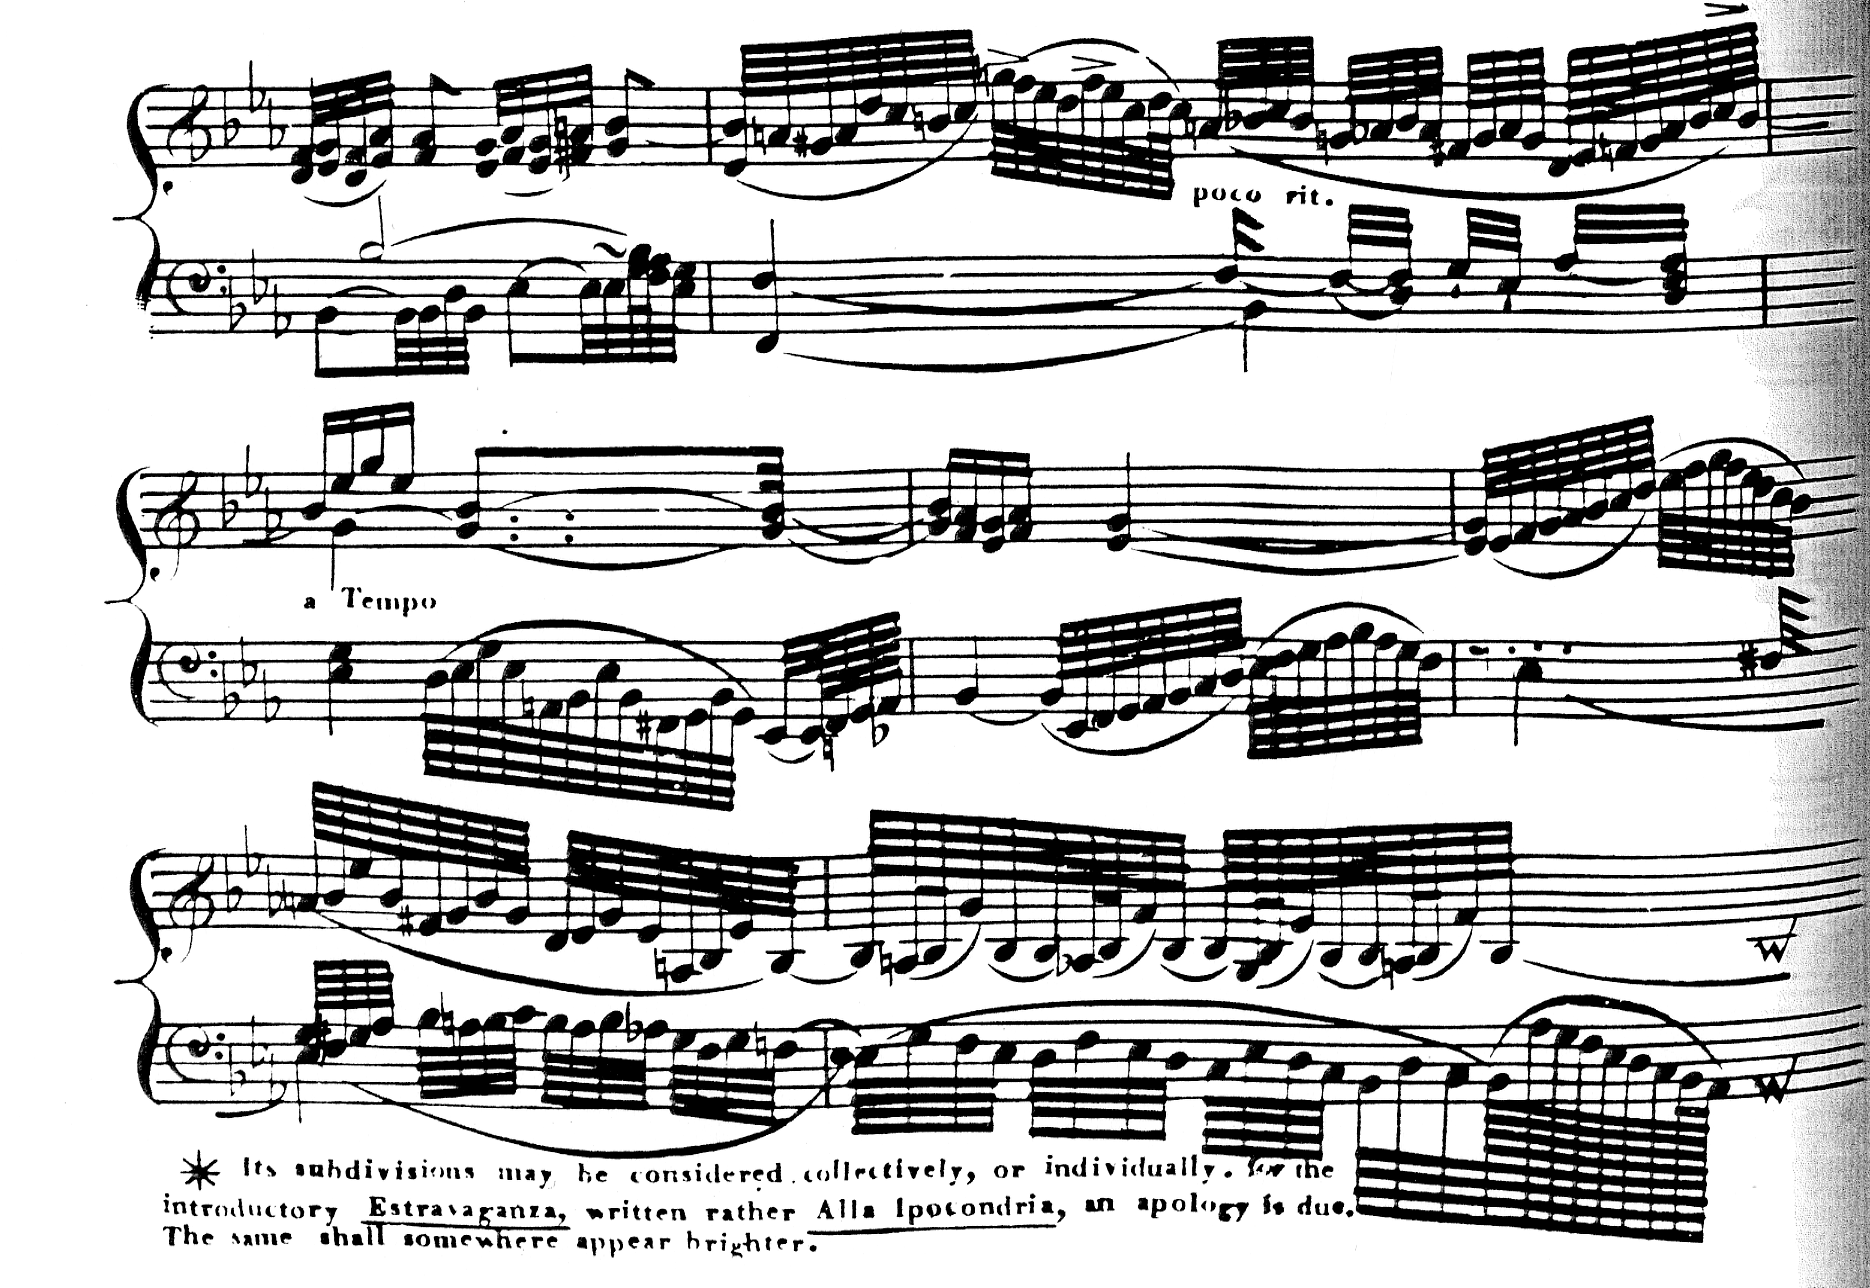 poco rit.
a Tempo
Its subdivisions may be considered collectively, or individually. for the
introductory Estravaganza, written rather Alla Ipocondria, an apology is due.
The same shall somewhere appear brighter.